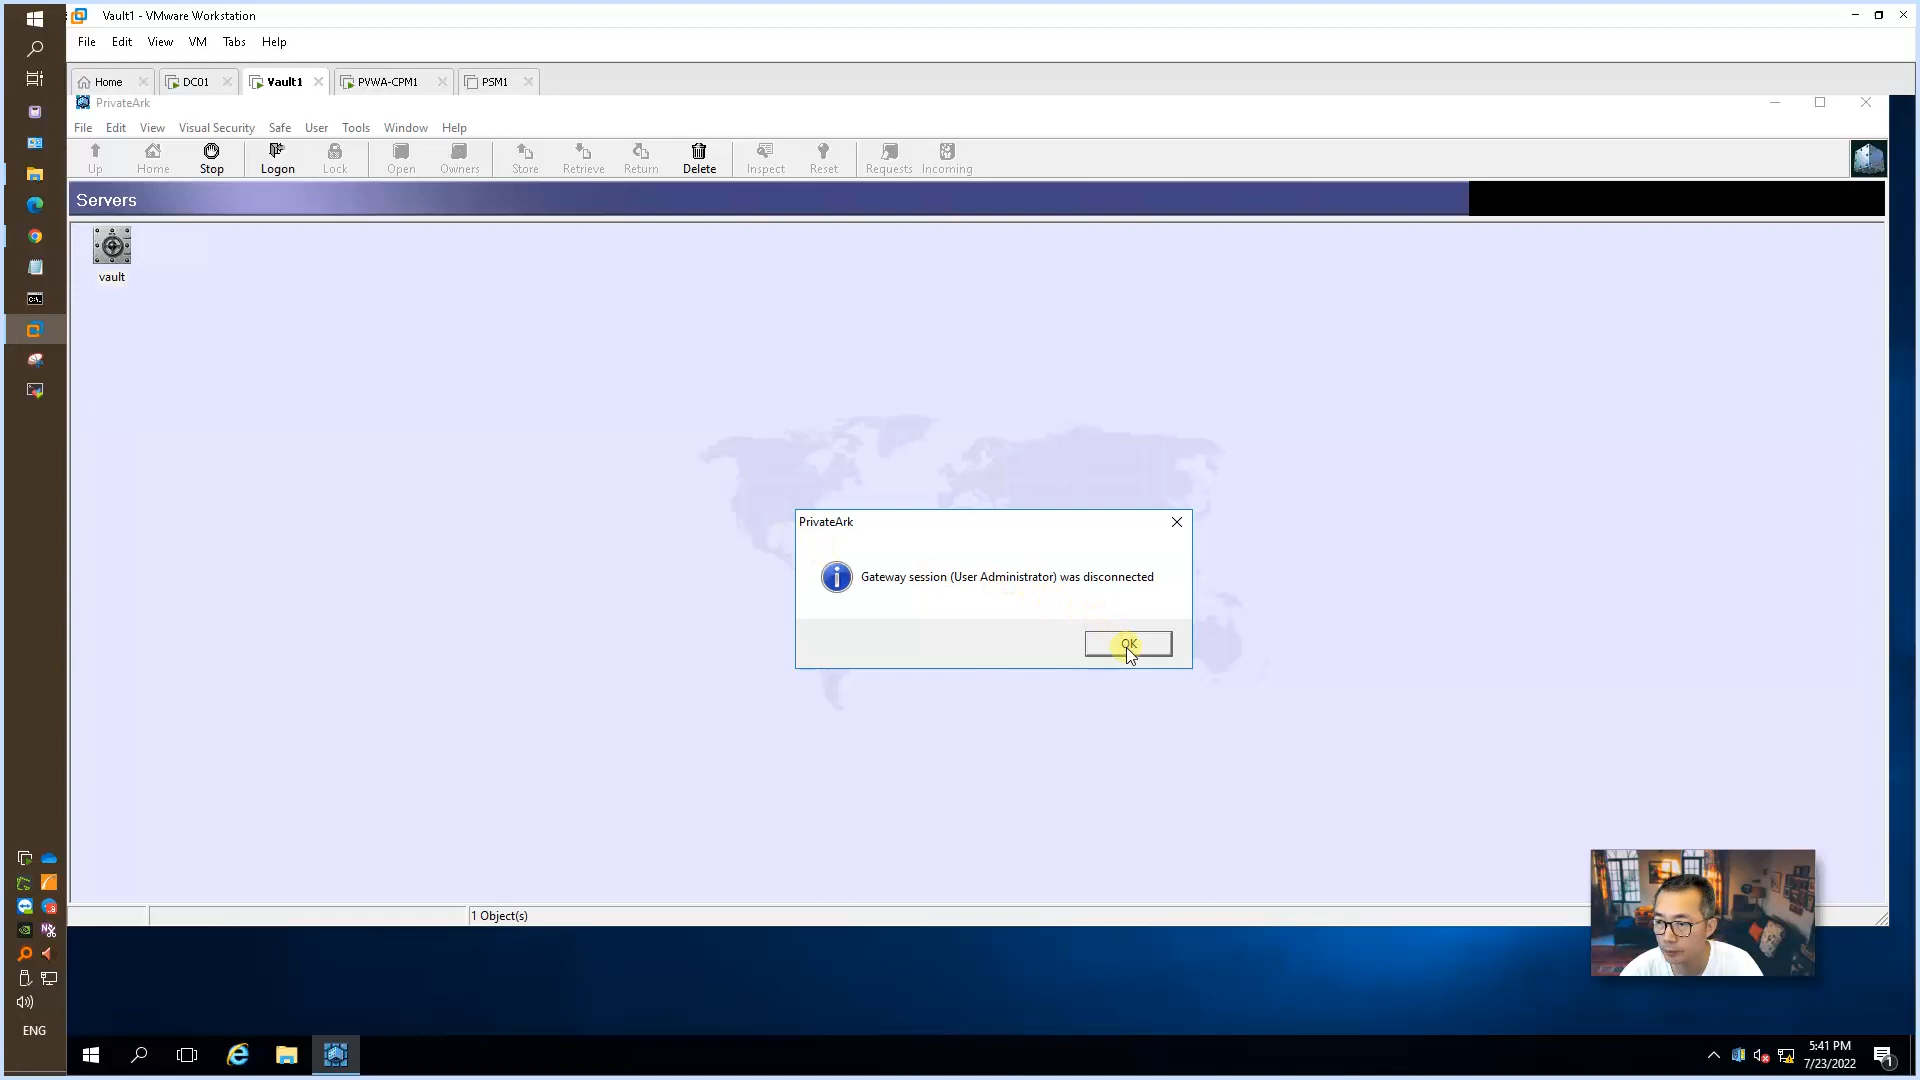 Vault1 - VMware Workstation
File Edit View VM Tabs Help
Home DC01 Vault1 PVWA-CPM1 PSM1
PrivateArk
File Edit View Visual Security Safe User Tools Window Help
Up Home Stop Logon Lock Open Owners Store Retrieve Return Delete Inspect Reset Requests Incoming
Servers
vault
PrivateArk
Gateway session (User Administrator) was disconnected
OK
1 Object(s)
ENG
5:41 PM
7/23/2022
1